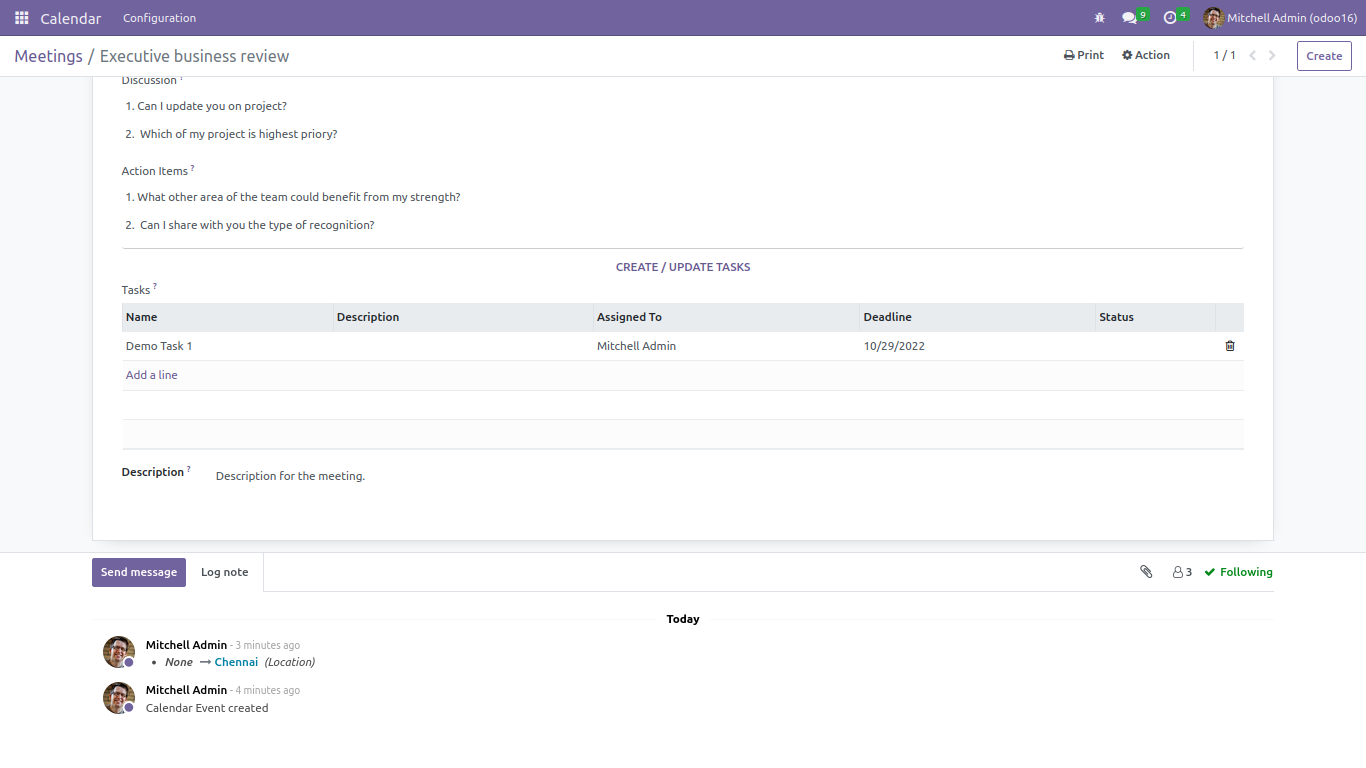 Calendar Configuration 9 4 Mitchell Admin (odoo16)
Meetings / Executive business review Print Action 1 / 1 Create
Discussion ?
1. Can I update you on project?
2. Which of my project is highest priory?
Action Items ?
1. What other area of the team could benefit from my strength?
2. Can I share with you the type of recognition?
CREATE / UPDATE TASKS
Tasks ?
Name Description Assigned To Deadline Status
Demo Task 1 Mitchell Admin 10/29/2022
Add a line
Description ? Description for the meeting.
Send message Log note 3 Following
Today
Mitchell Admin - 3 minutes ago
• None → Chennai (Location)
Mitchell Admin - 4 minutes ago
Calendar Event created